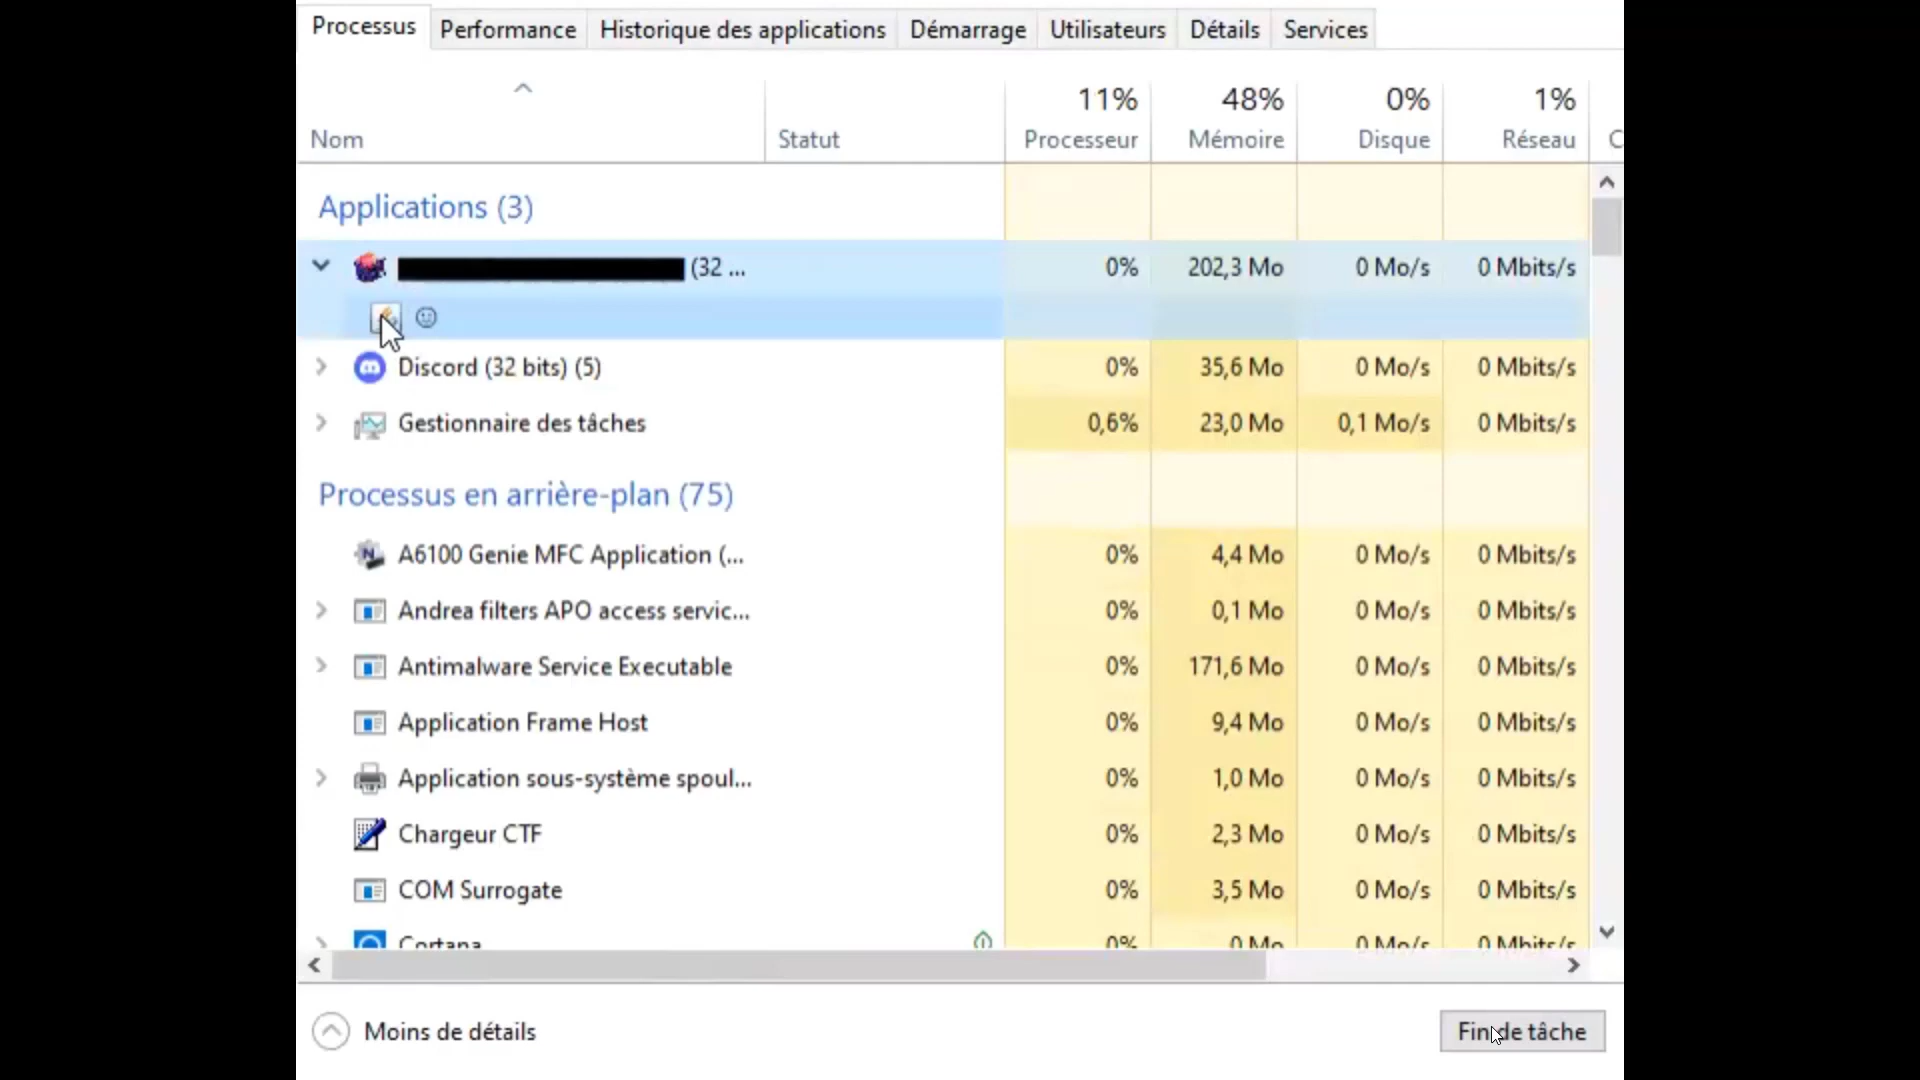 Processus Performance Historique des applications Démarrage Utilisateurs Détails Services
11% 48% 0% 1%
Nom Statut Processeur Mémoire Disque Réseau C
Applications (3)
(32 ... 0% 202,3 Mo 0 Mo/s 0 Mbits/s
☺
Discord (32 bits) (5) 0% 35,6 Mo 0 Mo/s 0 Mbits/s
Gestionnaire des tâches 0,6% 23,0 Mo 0,1 Mo/s 0 Mbits/s
Processus en arrière-plan (75)
A6100 Genie MFC Application (... 0% 4,4 Mo 0 Mo/s 0 Mbits/s
Andrea filters APO access servic... 0% 0,1 Mo 0 Mo/s 0 Mbits/s
Antimalware Service Executable 0% 171,6 Mo 0 Mo/s 0 Mbits/s
Application Frame Host 0% 9,4 Mo 0 Mo/s 0 Mbits/s
Application sous-système spoul... 0% 1,0 Mo 0 Mo/s 0 Mbits/s
Chargeur CTF 0% 2,3 Mo 0 Mo/s 0 Mbits/s
COM Surrogate 0% 3,5 Mo 0 Mo/s 0 Mbits/s
Cortana 0% 0 Mo 0 Mo/s 0 Mbits/s
Moins de détails Fin de tâche